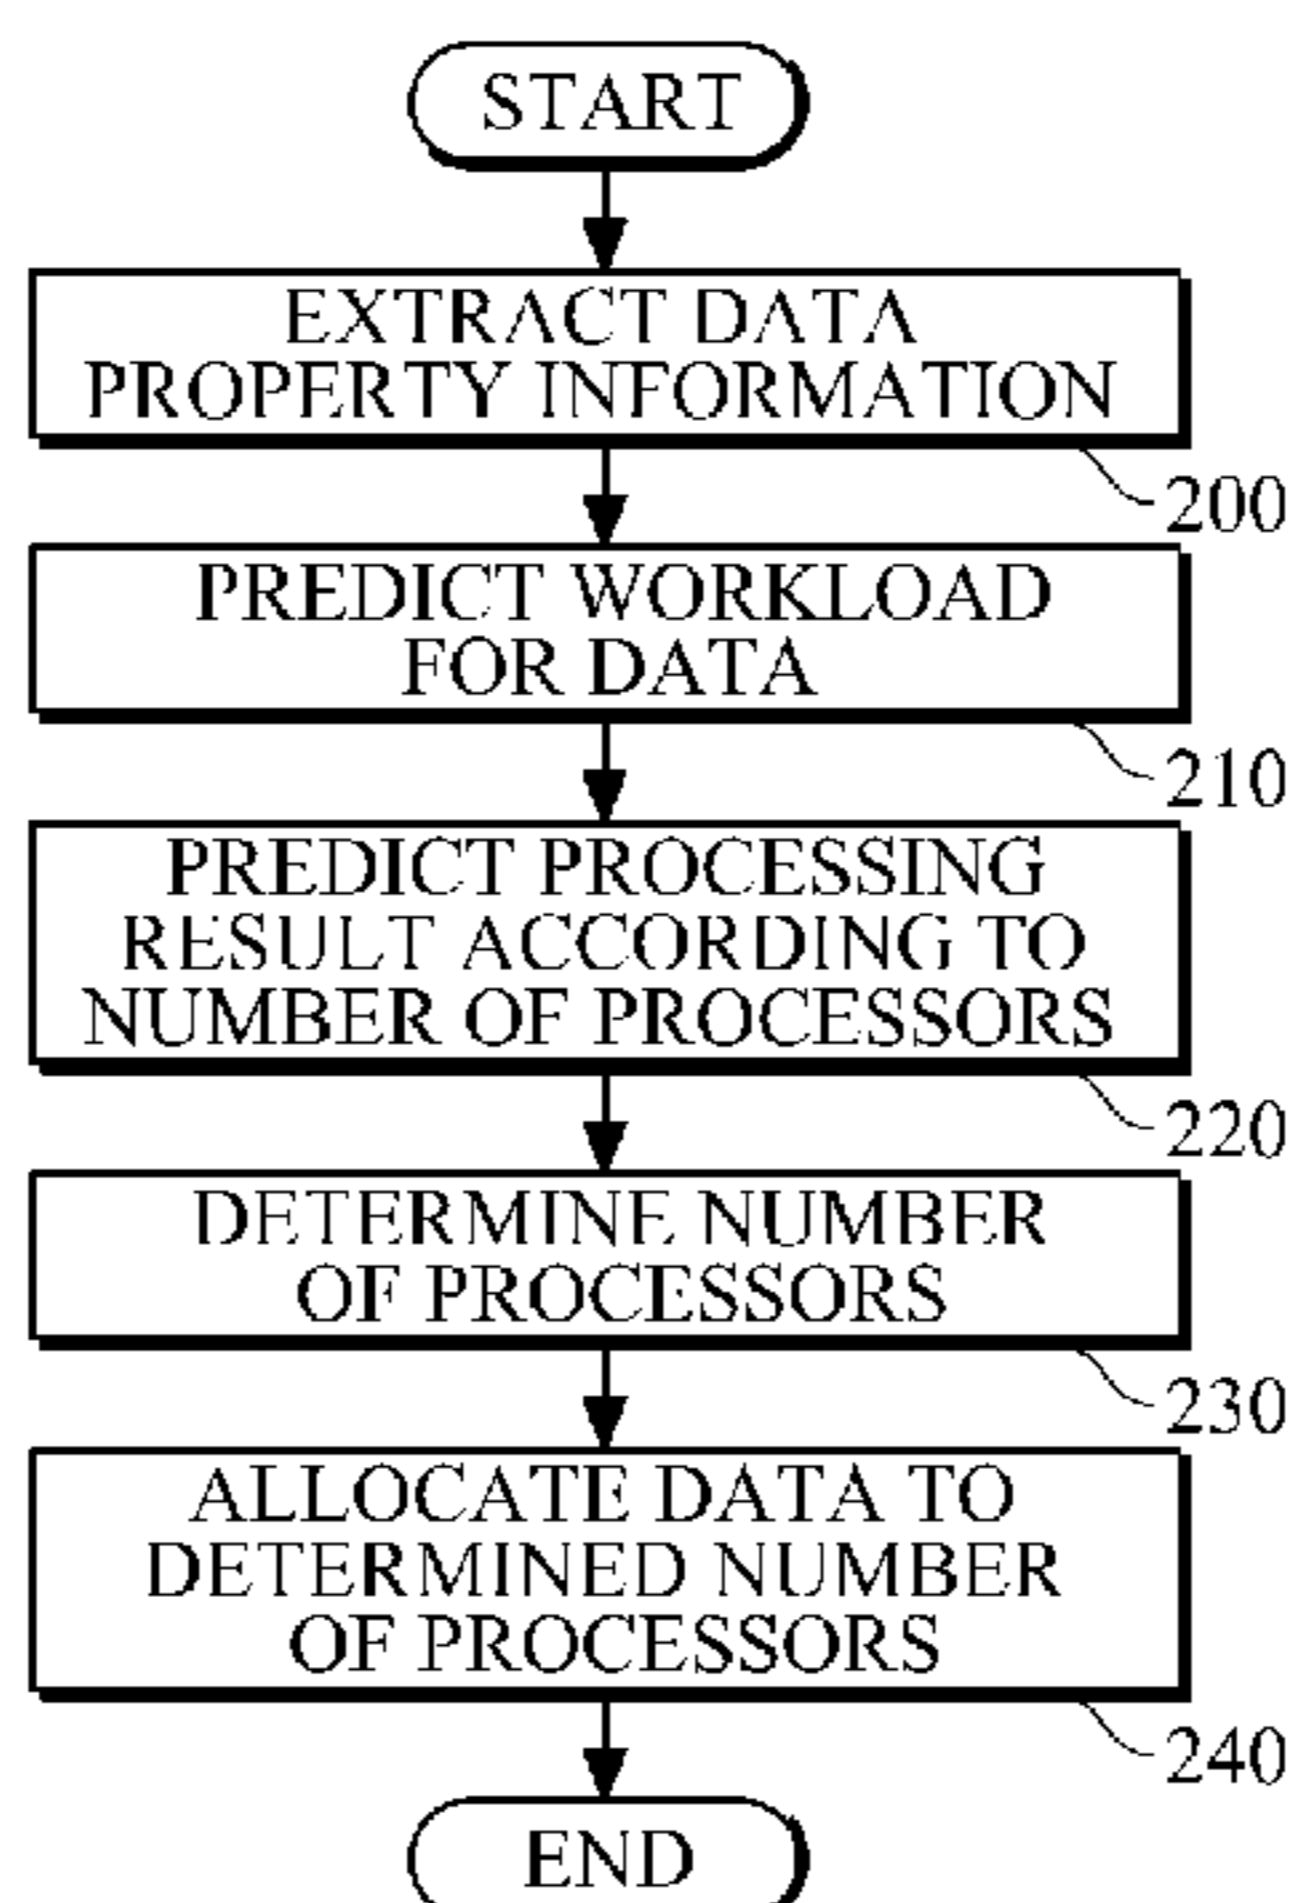 START
EXTRACT DATA
PROPERTY INFORMATION
200
PREDICT WORKLOAD
FOR DATA
210
PREDICT PROCESSING
RESULT ACCORDING TO
NUMBER OF PROCESSORS
220
DETERMINE NUMBER
OF PROCESSORS
230
ALLOCATE DATA TO
DETERMINED NUMBER
OF PROCESSORS
240
END